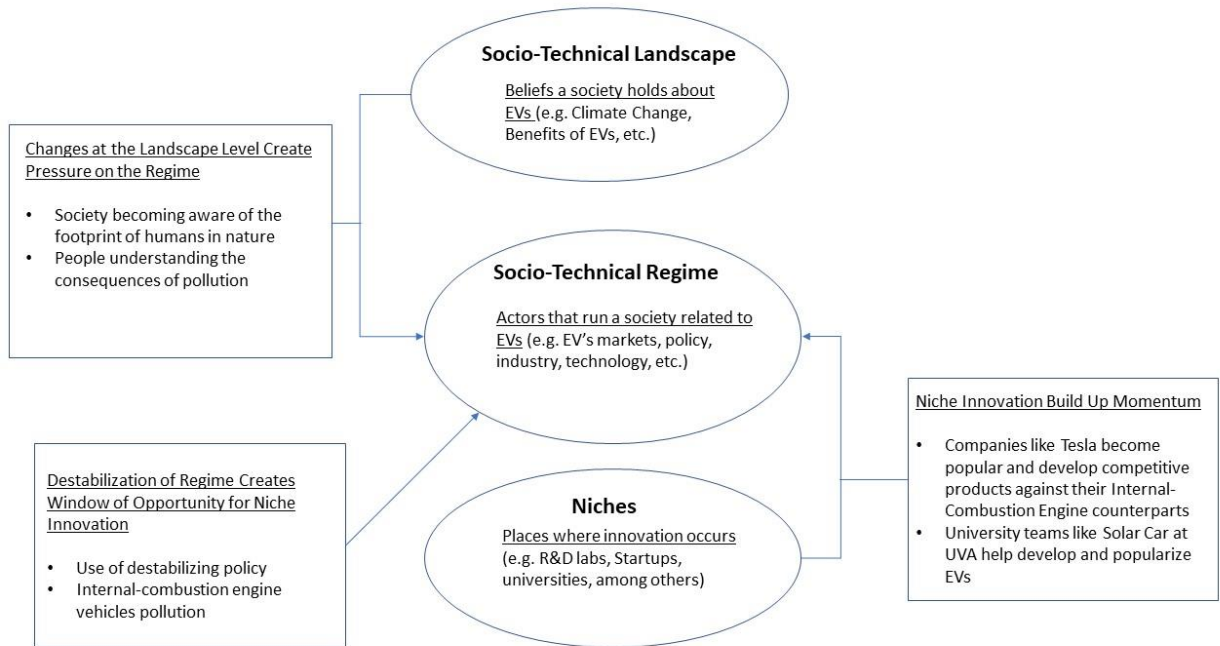 Socio-Technical Landscape
Beliefs a society holds about
EVs (e.g. Climate Change,
Benefits of EVs, etc.)
Changes at the Landscape Level Create
Pressure on the Regime
• Society becoming aware of the
footprint of humans in nature
• People understanding the
consequences of pollution
Socio-Technical Regime
Actors that run a society related to
EVs (e.g. EV's markets, policy,
industry, technology, etc.)
Niche Innovation Build Up Momentum
• Companies like Tesla become
popular and develop competitive
products against their Internal-
Combustion Engine counterparts
• University teams like Solar Car at
UVA help develop and popularize
EVs
Destabilization of Regime Creates
Window of Opportunity for Niche
Innovation
• Use of destabilizing policy
• Internal-combustion engine
vehicles pollution
Niches
Places where innovation occurs
(e.g. R&D labs, Startups,
universities, among others)